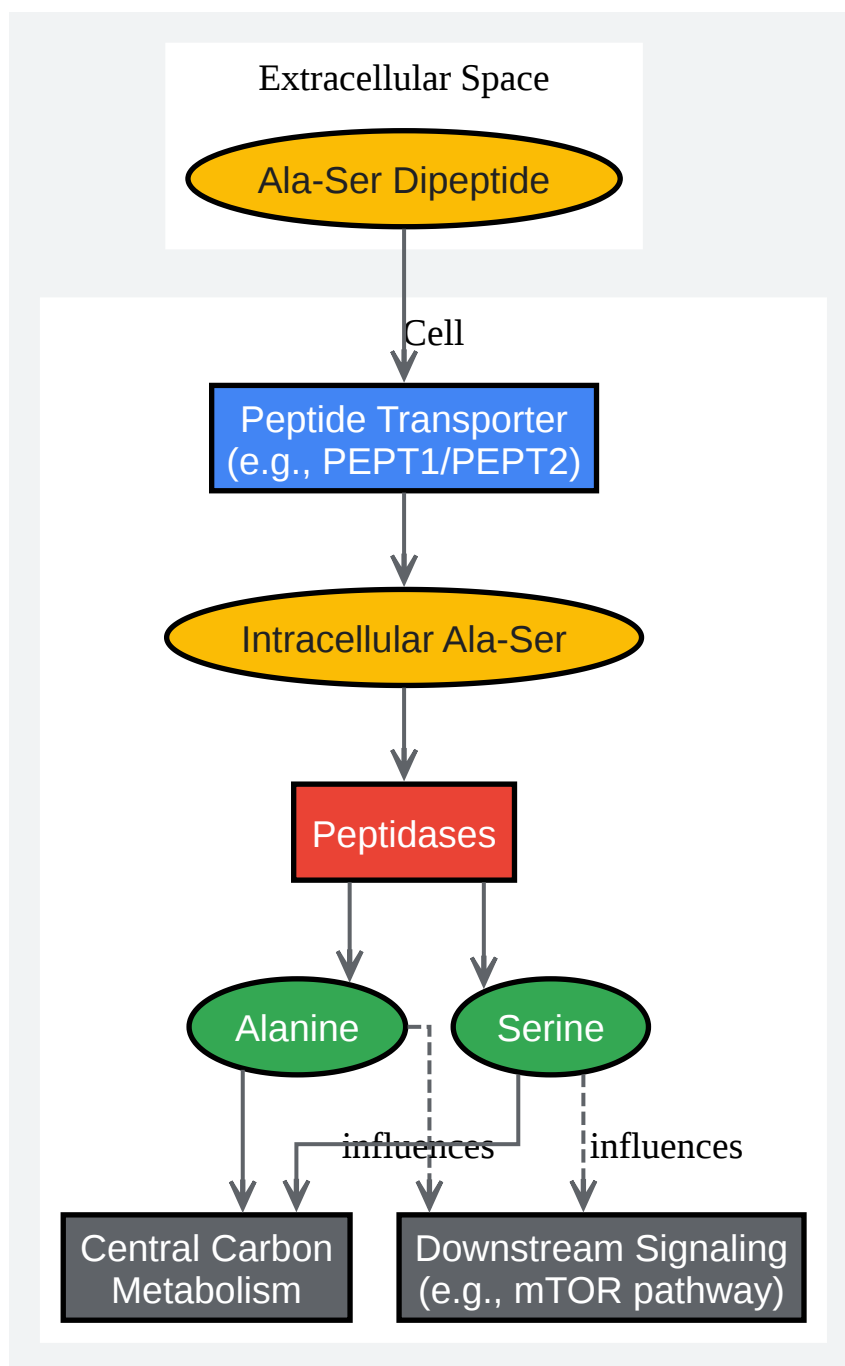 Extracellular Space
Ala-Ser Dipeptide
Cell
Peptide Transporter
(e.g., PEPT1/PEPT2)
Intracellular Ala-Ser
Peptidases
Alanine
Serine
influences
influences
Central Carbon
Metabolism
Downstream Signaling
(e.g., mTOR pathway)